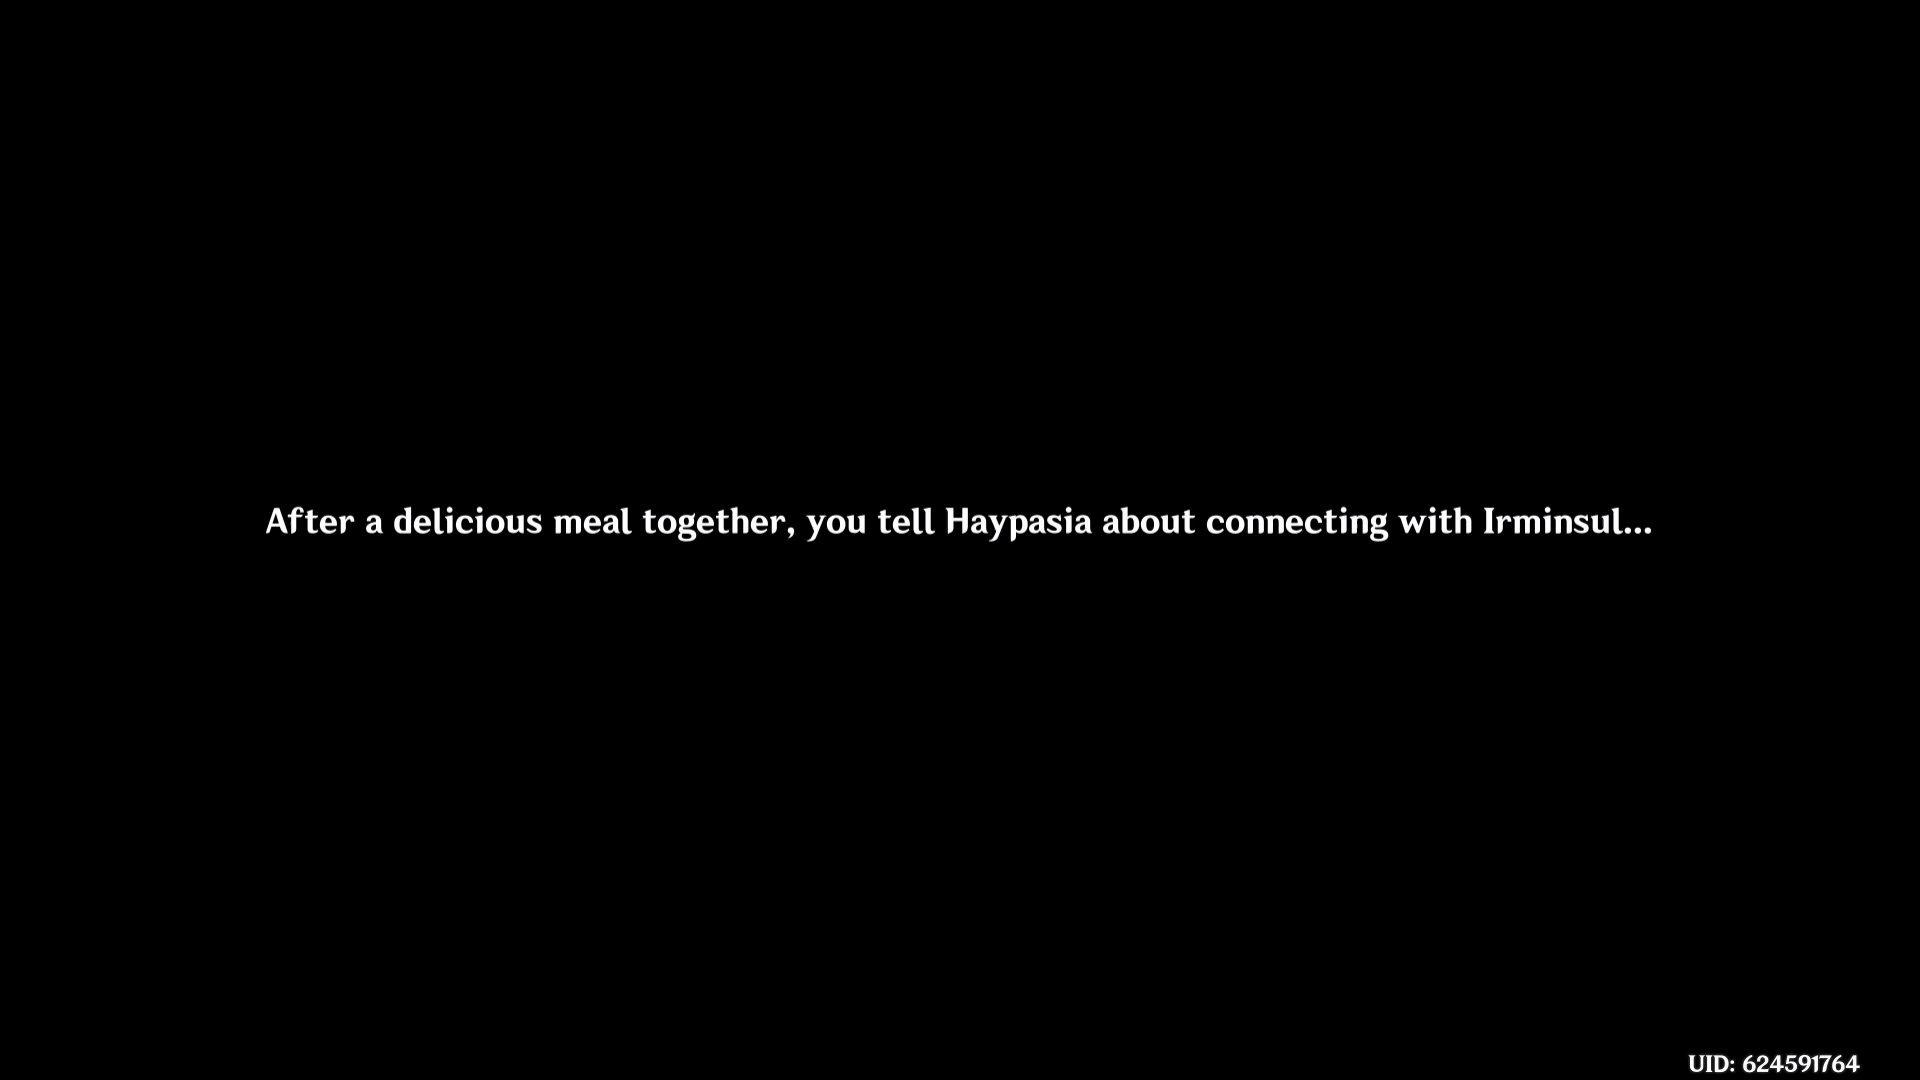 After a delicious meal together, you tell Haypasia about connecting with Irminsul...
UID: 624591764